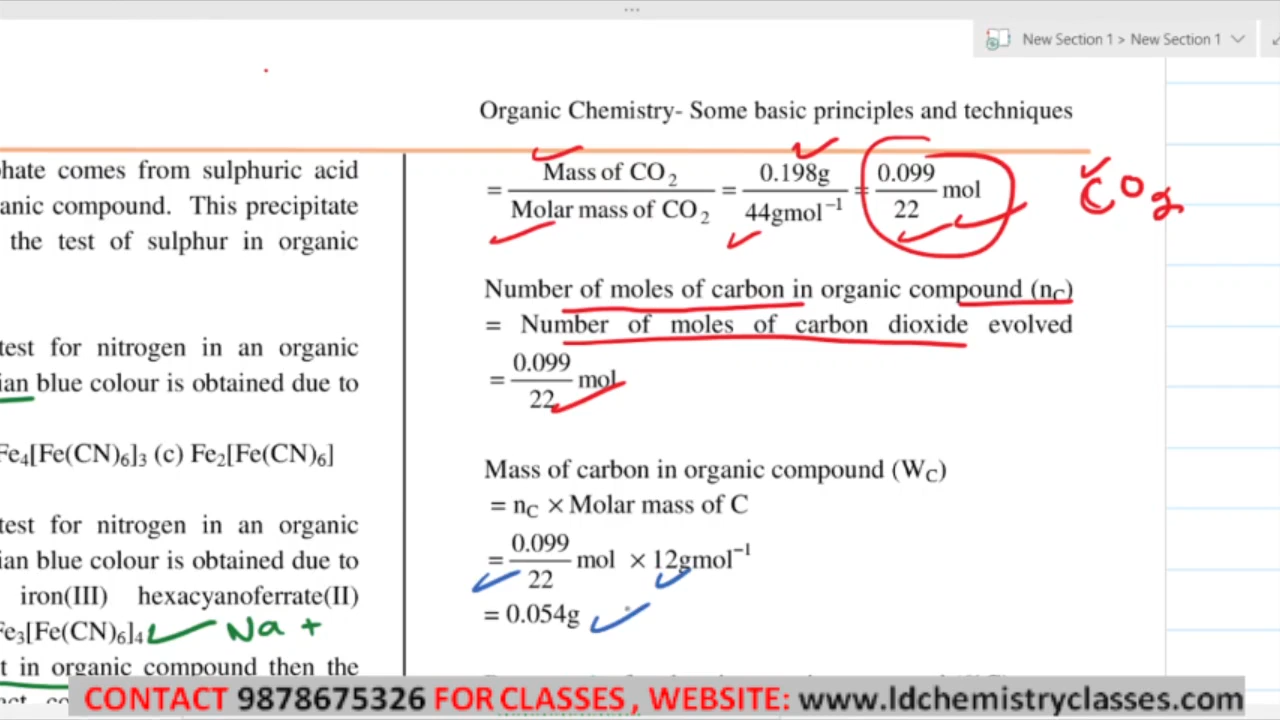 New Section 1 > New Section 1
Organic Chemistry- Some basic principles and techniques
phate comes from sulphuric acid
anic compound. This precipitate
the test of sulphur in organic
test for nitrogen in an organic
ian blue colour is obtained due to
Fe₄[Fe(CN)₆]₃ (c) Fe₂[Fe(CN)₆]
test for nitrogen in an organic
ian blue colour is obtained due to
iron(III) hexacyanoferrate(II)
Fe₃[Fe(CN)₆]₄ Na +
t in organic compound then the
= Mass of CO₂ / Molar mass of CO₂ = 0.198g / 44gmol⁻¹ = 0.099 / 22 mol CO₂
Number of moles of carbon in organic compound (nC)
= Number of moles of carbon dioxide evolved
= 0.099 / 22 mol
Mass of carbon in organic compound (WC)
= nC × Molar mass of C
= 0.099 / 22 mol × 12gmol⁻¹
= 0.054g
CONTACT 9878675326 FOR CLASSES , WEBSITE: www.ldchemistryclasses.com